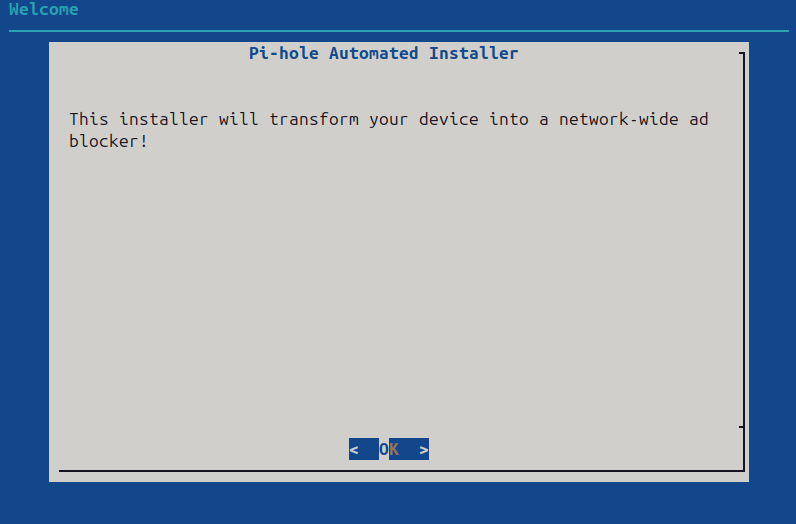 Welcome
Pi-hole Automated Installer
This installer will transform your device into a network-wide ad
blocker!
< OK >